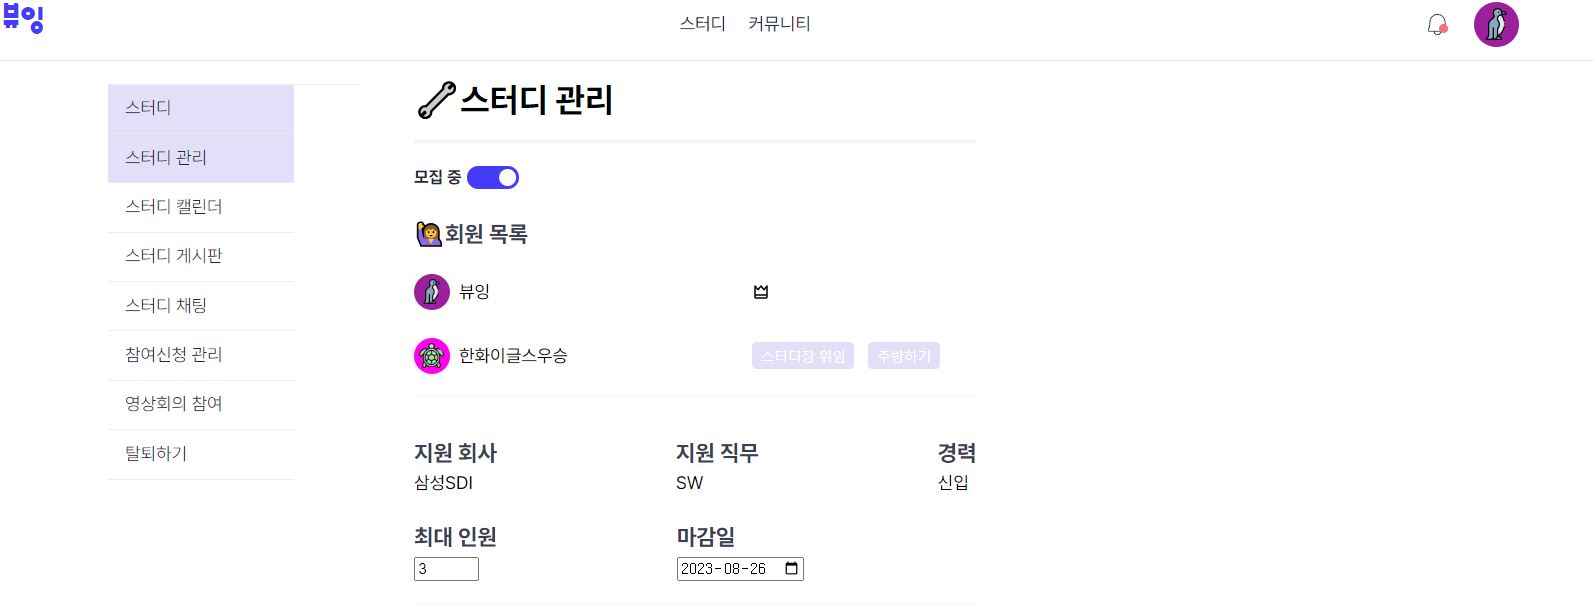 뷰잉
스터디 커뮤니티
스터디
스터디 관리
스터디 캘린더
스터디 게시판
스터디 채팅
참여신청 관리
영상회의 참여
탈퇴하기
스터디 관리
모집 중
회원 목록
뷰잉
한화이글스우승 스터디장 위임 추방하기
지원 회사 지원 직무 경력
삼성SDI SW 신입
최대 인원 마감일
3 2023-08-26